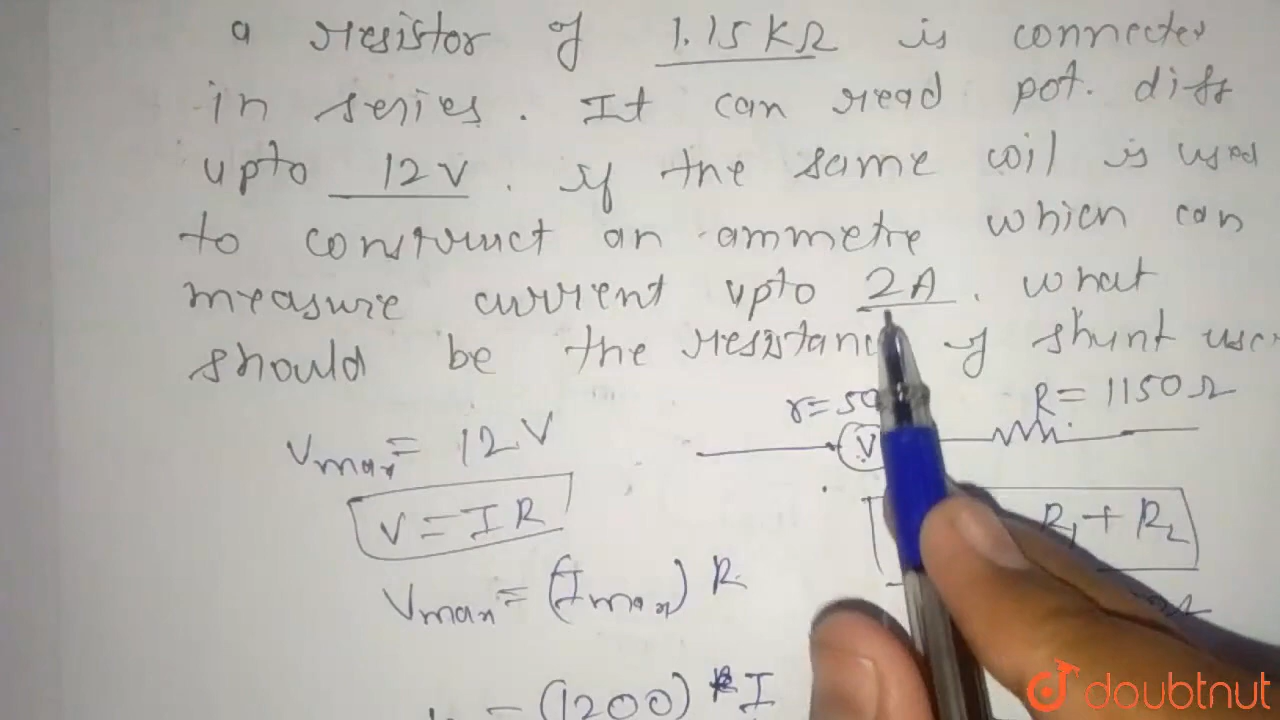 a resistor of 1.15 KΩ is connected
in series. It can read pot. diff
upto 12V. if the same coil is used
to construct an ammetre which can
measure current upto 2A. what
should be the resistance of shunt
r=50 R= 1150Ω
Vmax= 12V
V
V=IR
R₁+R₂
Vmax=(Imax) R
=(1200) I
doubtnut